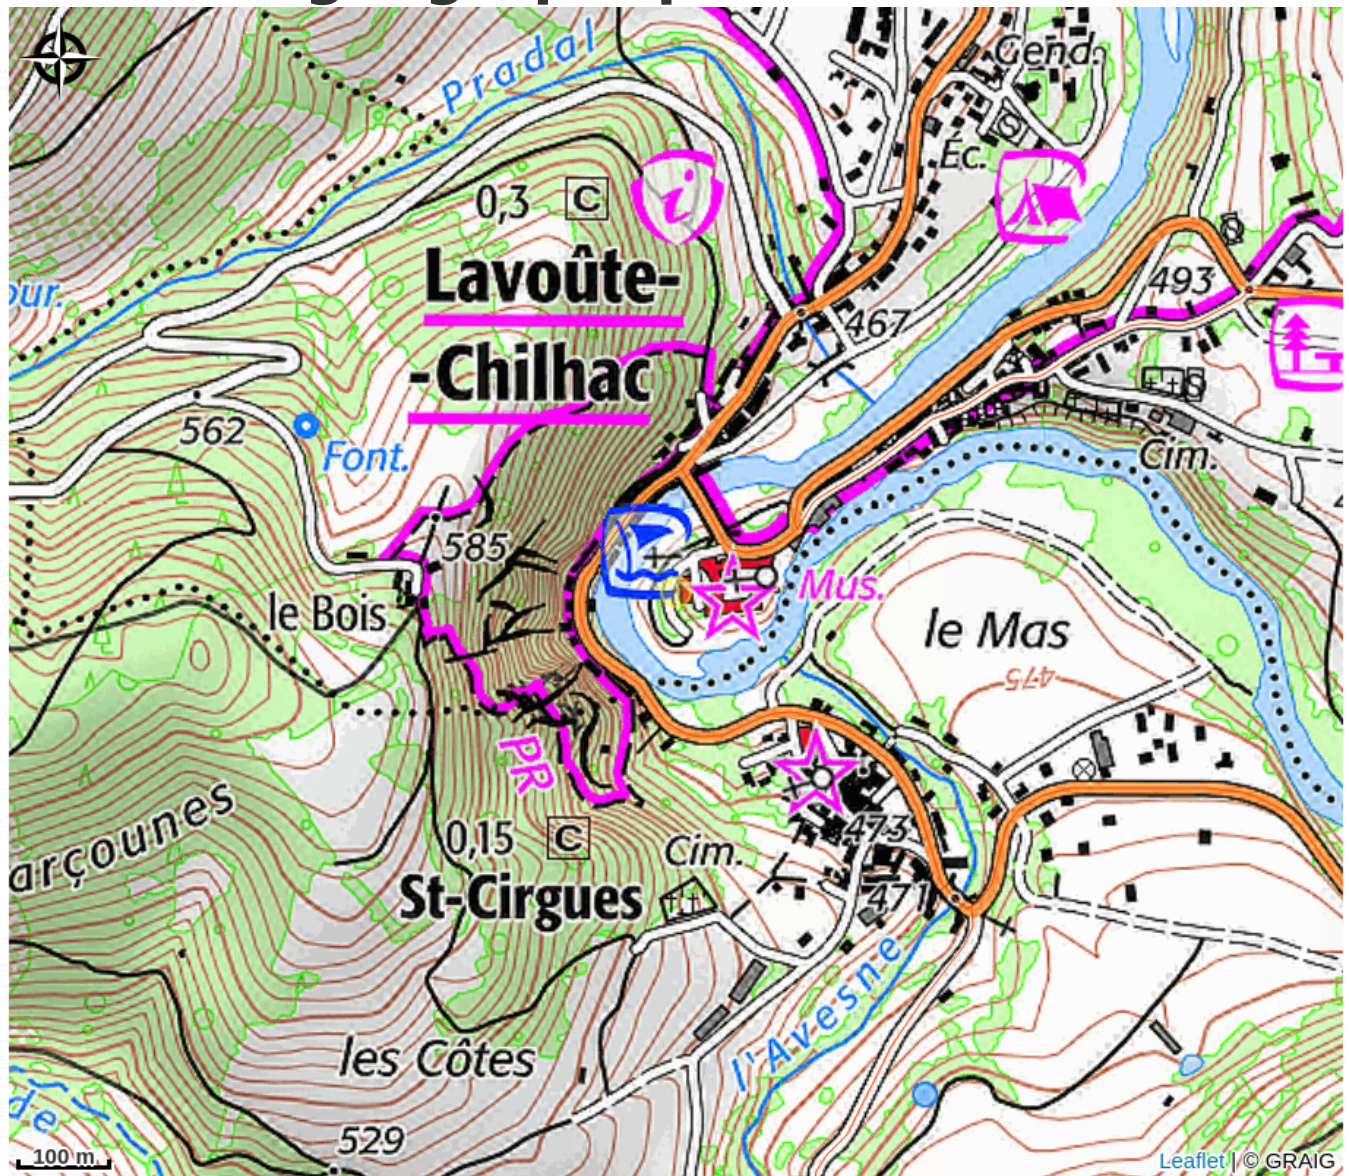 Pradal
Gend.
Éc.
0,3 C
i
Lavoûte-
493
our.
467
-Chilhac
562
Font.
Cim.
585
Mus.
le Bois
le Mas
475
PR
arçounes
0,15 C
473
Cim.
St-Cirgues
471
l'Avesne
les Côtes
de
529
100 m
Leaflet | © GRAIG